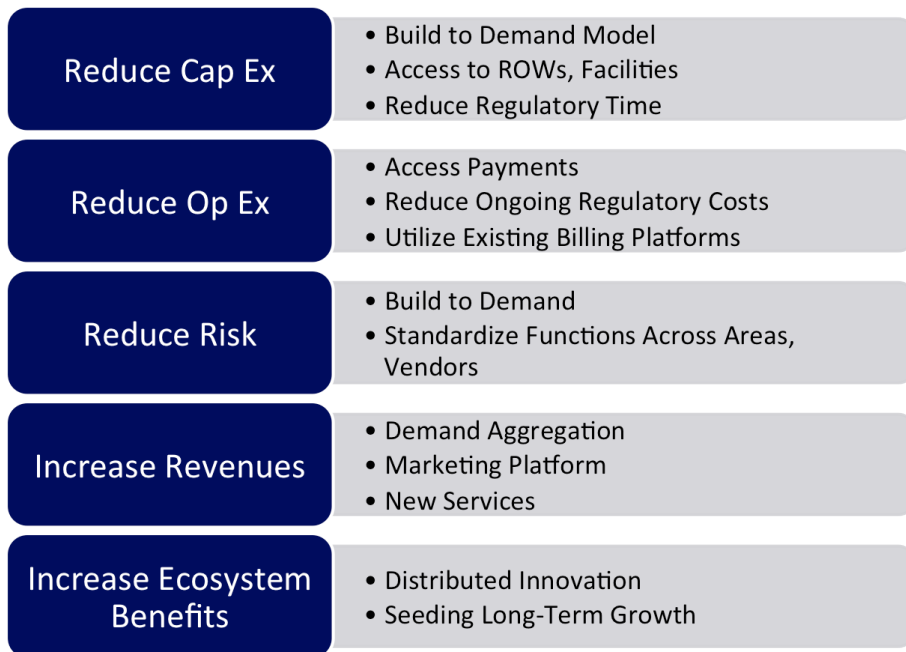 Reduce Cap Ex
• Build to Demand Model
• Access to ROWs, Facilities
• Reduce Regulatory Time
Reduce Op Ex
• Access Payments
• Reduce Ongoing Regulatory Costs
• Utilize Existing Billing Platforms
Reduce Risk
• Build to Demand
• Standardize Functions Across Areas,
Vendors
Increase Revenues
• Demand Aggregation
• Marketing Platform
• New Services
Increase Ecosystem
Benefits
• Distributed Innovation
• Seeding Long-Term Growth